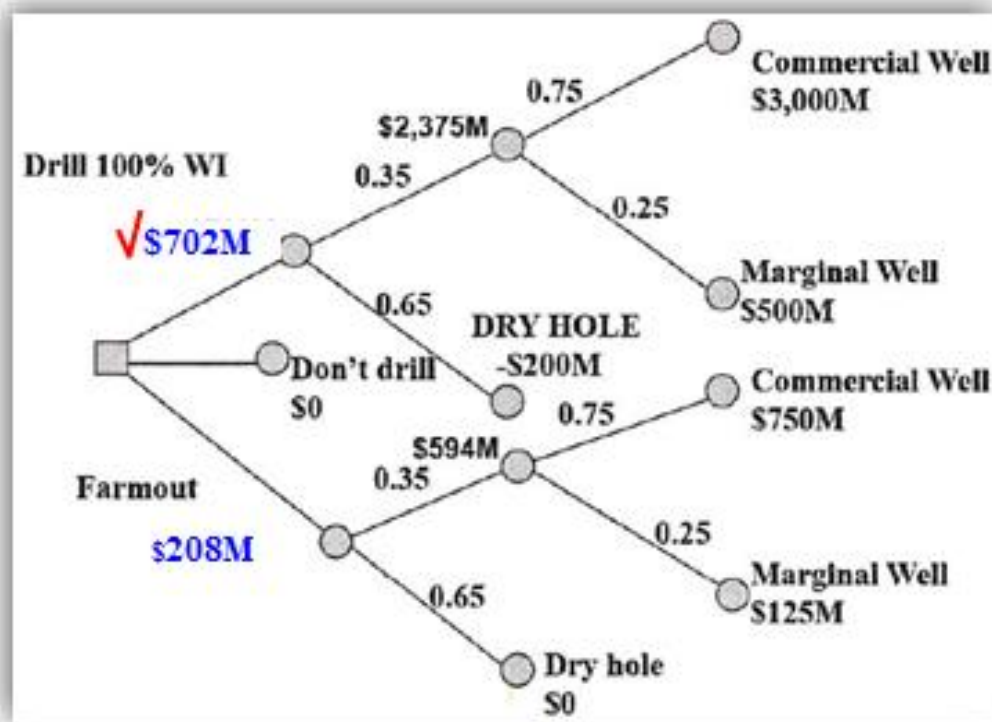 Commercial Well
$3,000M
0.75
$2,375M
Drill 100% WI
0.35
0.25
√$702M
Marginal Well
$500M
0.65
DRY HOLE
-$200M
Don't drill
$0
Commercial Well
$750M
0.75
$594M
0.35
Farmout
0.25
$208M
Marginal Well
$125M
0.65
Dry hole
$0